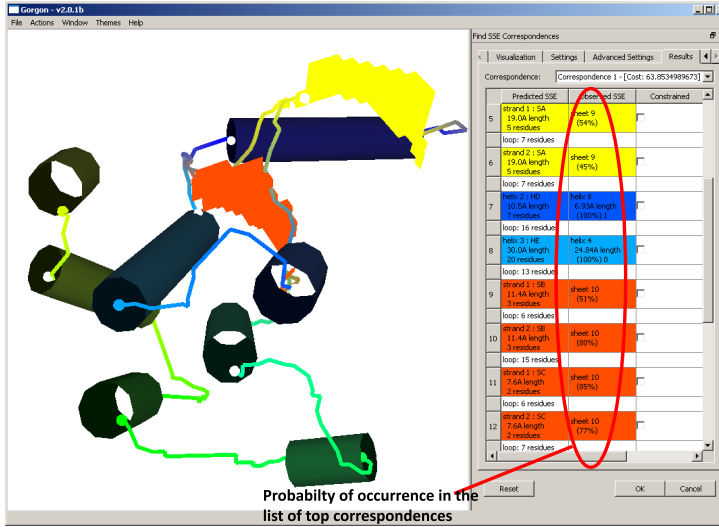 Gorgon - v2.0.1b
File Actions Window Themes Help
Find SSE Correspondences
Visualization Settings Advanced Settings Results
Correspondence: Correspondence 1 - [Cost: 63.8534989673]
Predicted SSE Observed SSE Constrained
5 strand 1 : SA
19.0A length
5 residues
sheet 9
(54%)
loop: 7 residues
6 strand 2 : SA
19.0A length
5 residues
sheet 9
(45%)
loop: 7 residues
7 helix 2 : HD
10.5A length
7 residues
helix 8
6.93A length
(100%) 1
loop: 16 residues
8 helix 3 : HE
30.0A length
20 residues
helix 4
24.84A length
(100%) 0
loop: 13 residues
9 strand 1 : SB
11.4A length
3 residues
sheet 10
(51%)
loop: 6 residues
10 strand 2 : SB
11.4A length
3 residues
sheet 10
(80%)
loop: 15 residues
11 strand 1 : SC
7.6A length
2 residues
sheet 10
(85%)
loop: 6 residues
12 strand 2 : SC
7.6A length
2 residues
sheet 10
(77%)
loop: 7 residues
Reset OK Cancel
Probabilty of occurrence in the
list of top correspondences